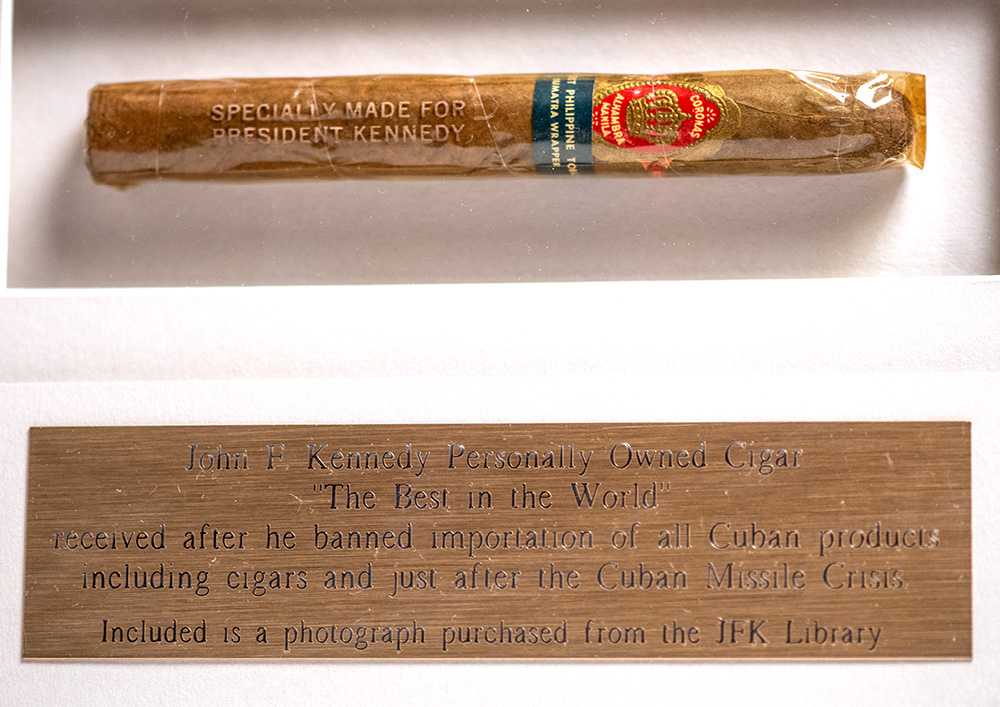 SPECIALLY MADE FOR
PRESIDENT KENNEDY
PHILIPPINE
SUMATRA WRAPPER
CORONAS
ALHAMBRA
MANILA
John F. Kennedy Personally Owned Cigar
"The Best in the World"
received after he banned importation of all Cuban products
including cigars and just after the Cuban Missile Crisis
Included is a photograph purchased from the JFK Library